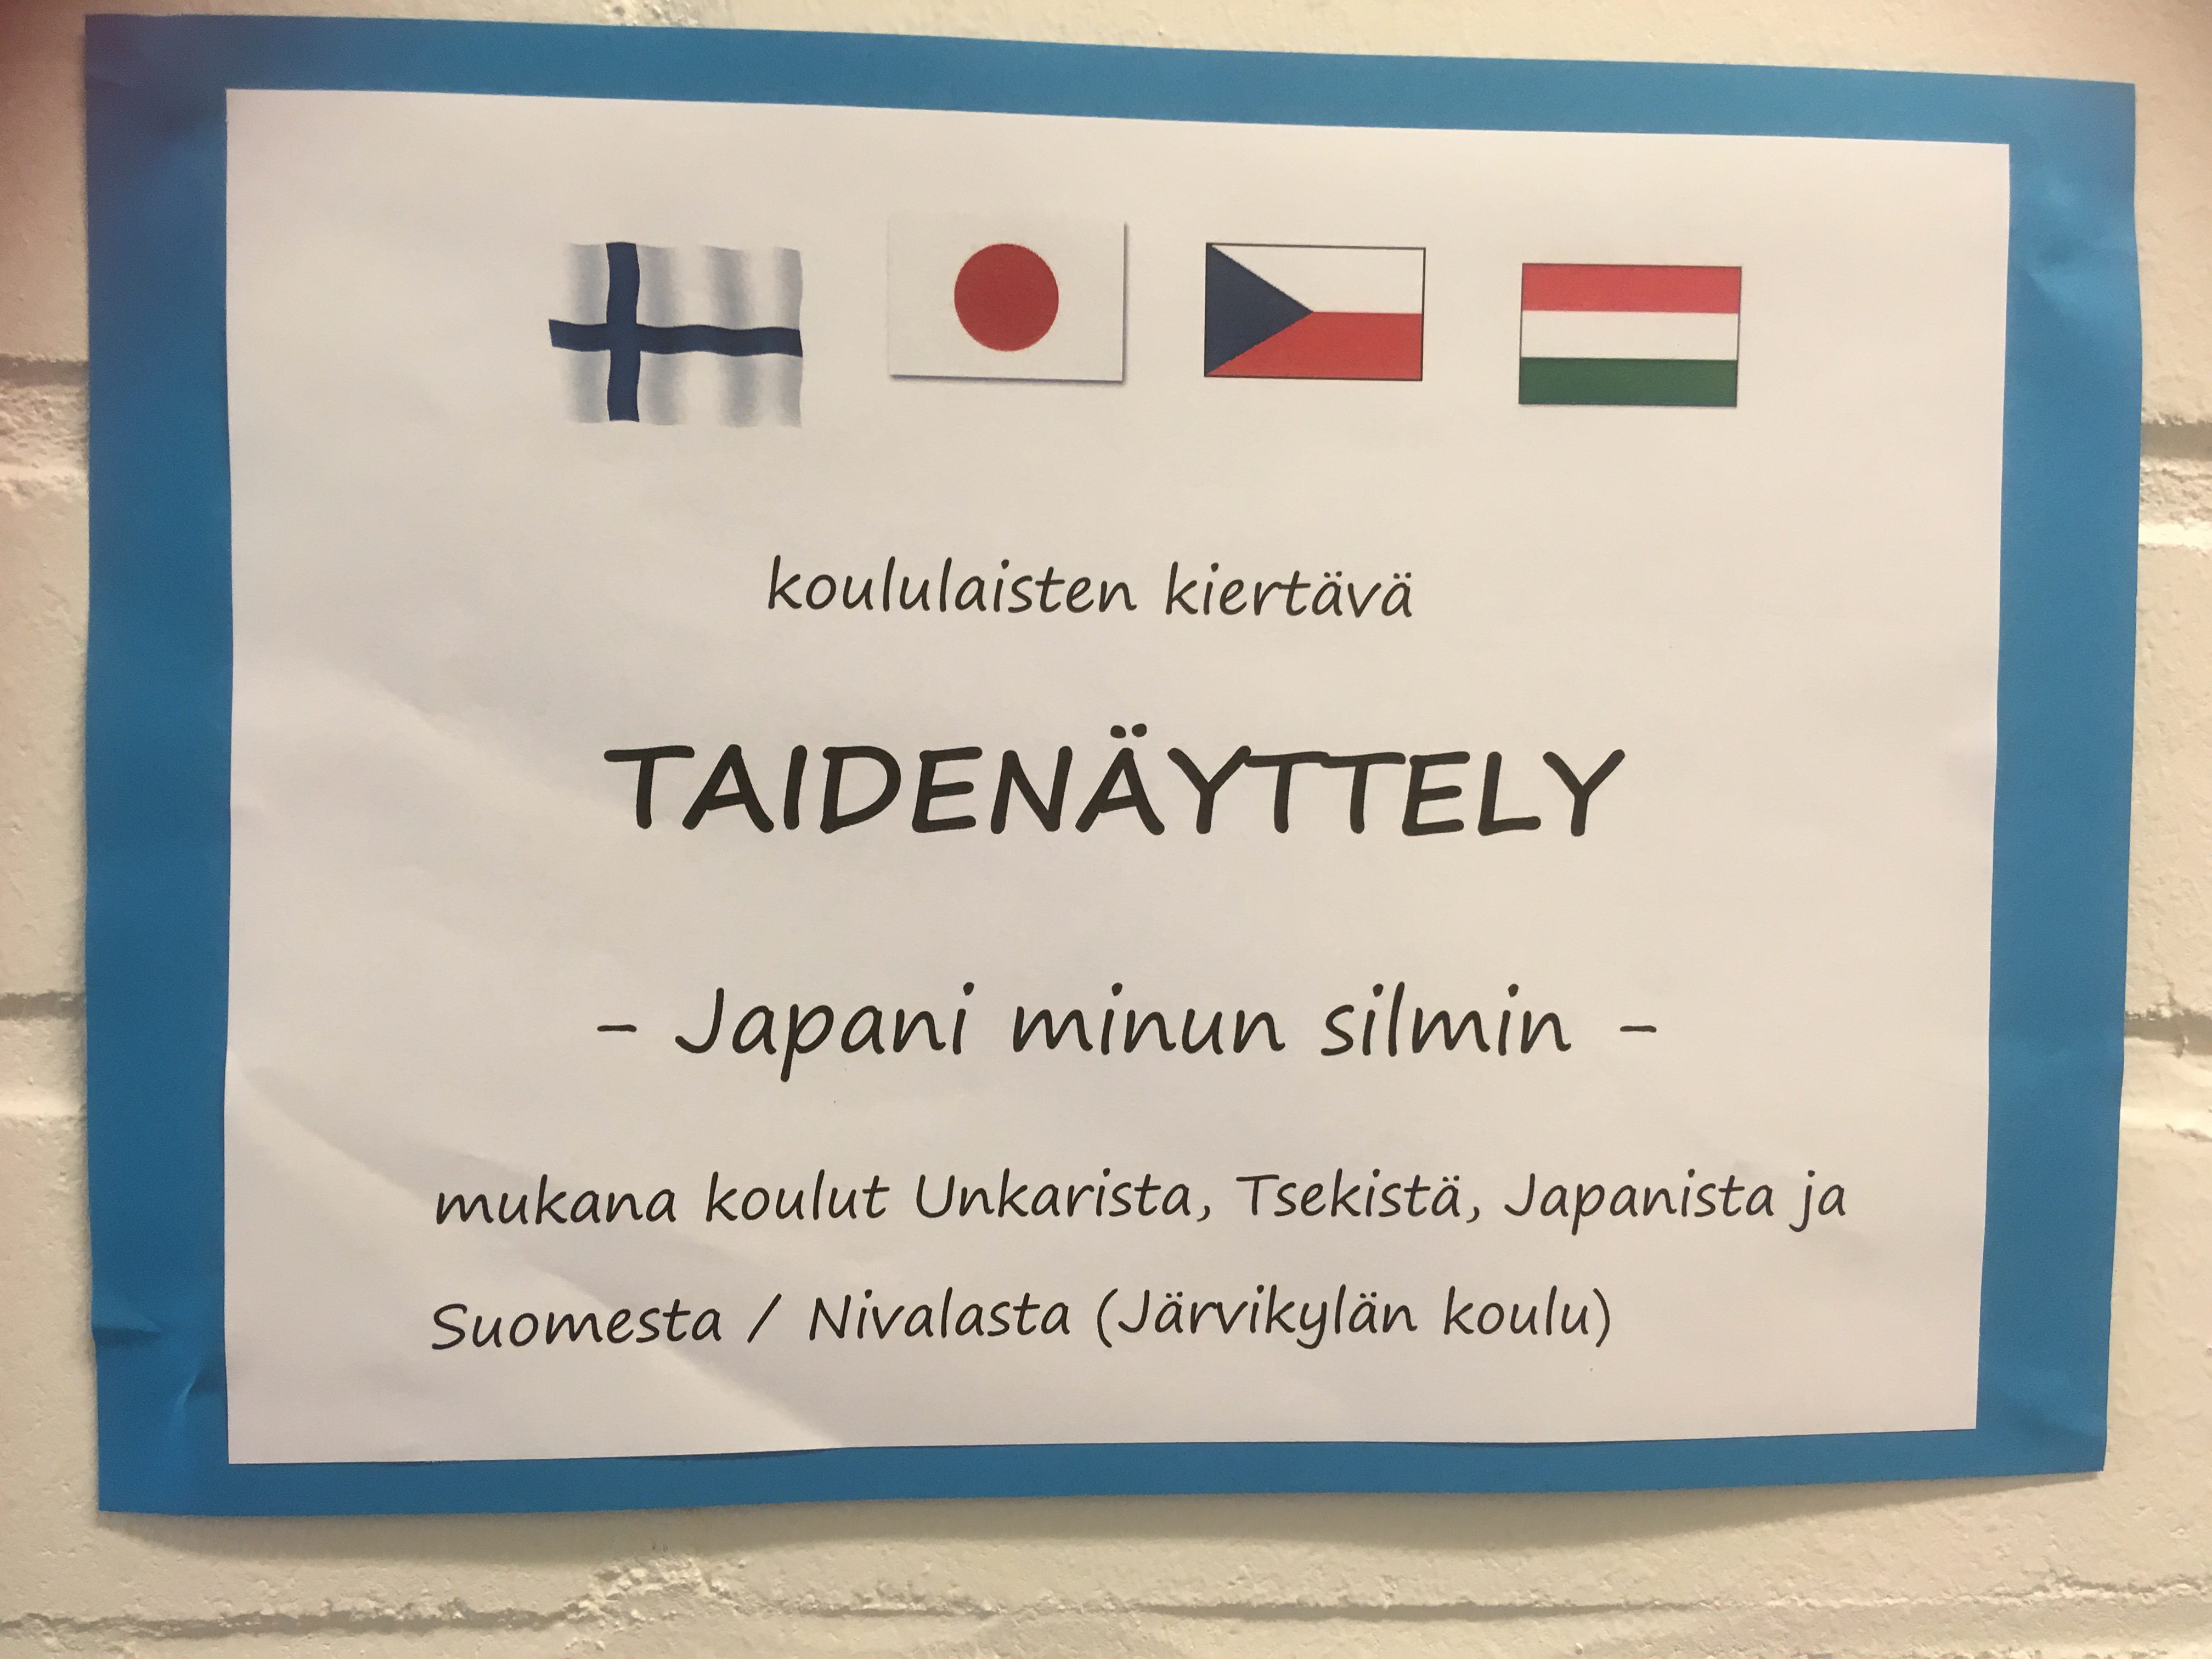 koululaisten kiertävä
TAIDENÄYTTELY
- Japani minun silmin -
mukana koulut Unkarista, Tsekistä, Japanista ja
Suomesta / Nivalasta (Järvikylän koulu)